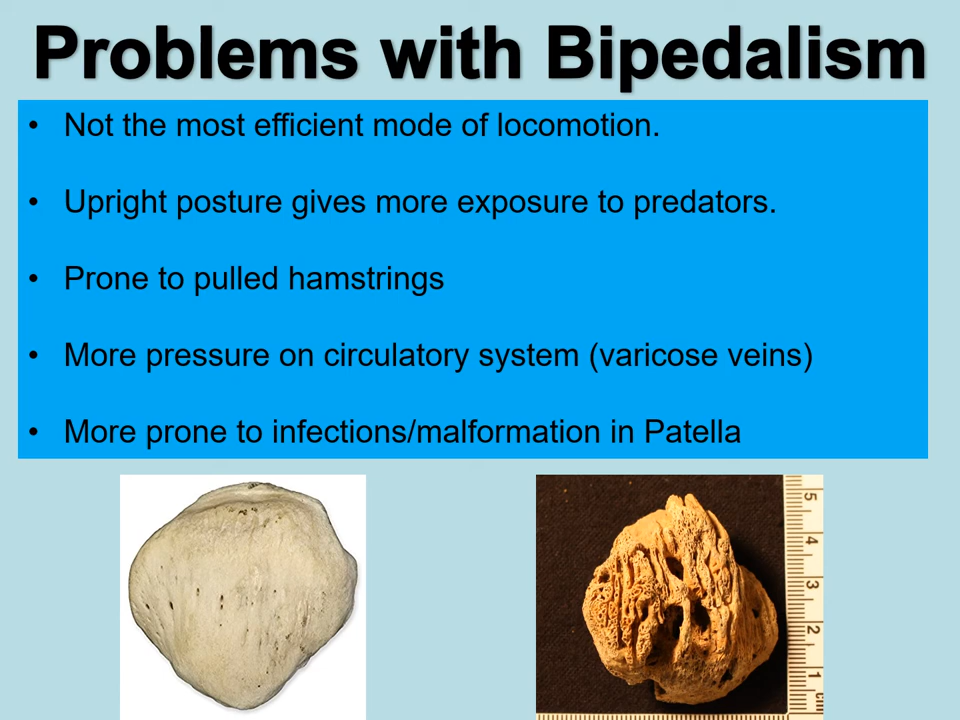 Problems with Bipedalism
• Not the most efficient mode of locomotion.
• Upright posture gives more exposure to predators.
• Prone to pulled hamstrings
• More pressure on circulatory system (varicose veins)
• More prone to infections/malformation in Patella
5
4
3
2
1
cm